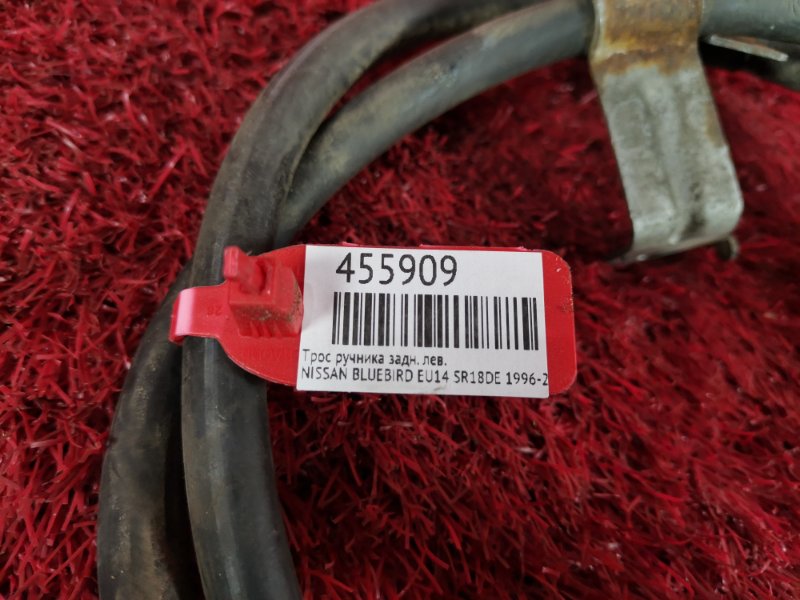 455909
Трос ручника задн. лев.
NISSAN BLUEBIRD EU14 SR18DE 1996-2